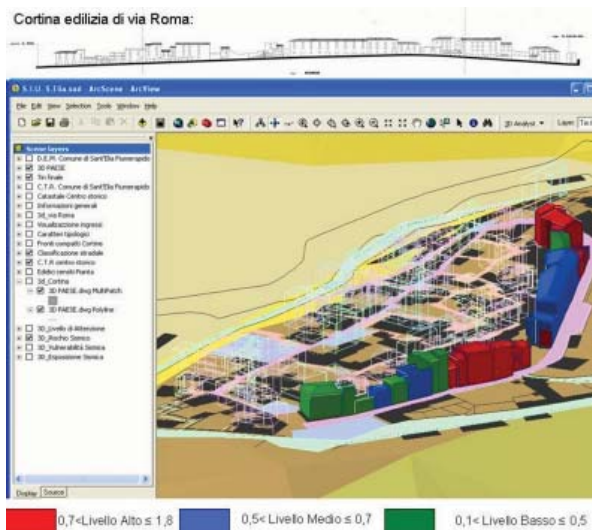 Cortina edilizia di via Roma:
S.I.U. S.Elia.sxd - ArcScene - ArcView
File Edit View Selection Tools Window Help
3D Analyst Layer:
Scene layers
D.E.M. Comune di Sant'Elia Fiumerapido
3D PAESE
Tin finale
C.T.R. Comune di Sant'Elia Fiumerapido
Catastale Centro storico
Informazioni generali
3d_via Roma
Visualizzazione ingressi
Caratteri tipologici
Fronti compatti Cortine
Classificazione stradale
C.T.R centro storico
Edifici censiti Pianta
3d_Cortina
3D PAESE.dwg MultiPatch
3D PAESE.dwg Polyline
3D_Livello di Attenzione
3D_Rischio Sismico
3D_Vulnerabilità Sismica
3D_Esposizione Sismica
Display Source
0,7<Livello Alto ≤ 1,8 0,5< Livello Medio ≤ 0,7 0,1< Livello Basso ≤ 0,5